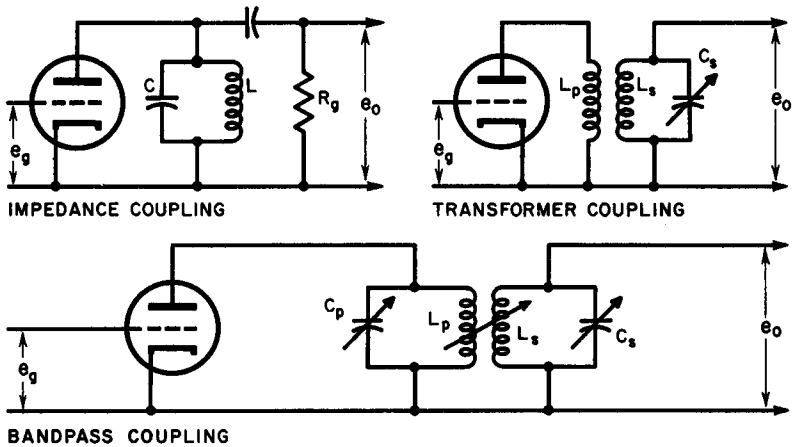 C
L
Rg
eg
eo
IMPEDANCE COUPLING
Lp
Ls
Cs
eg
eo
TRANSFORMER COUPLING
Cp
Lp
Ls
Cs
eg
eo
BANDPASS COUPLING